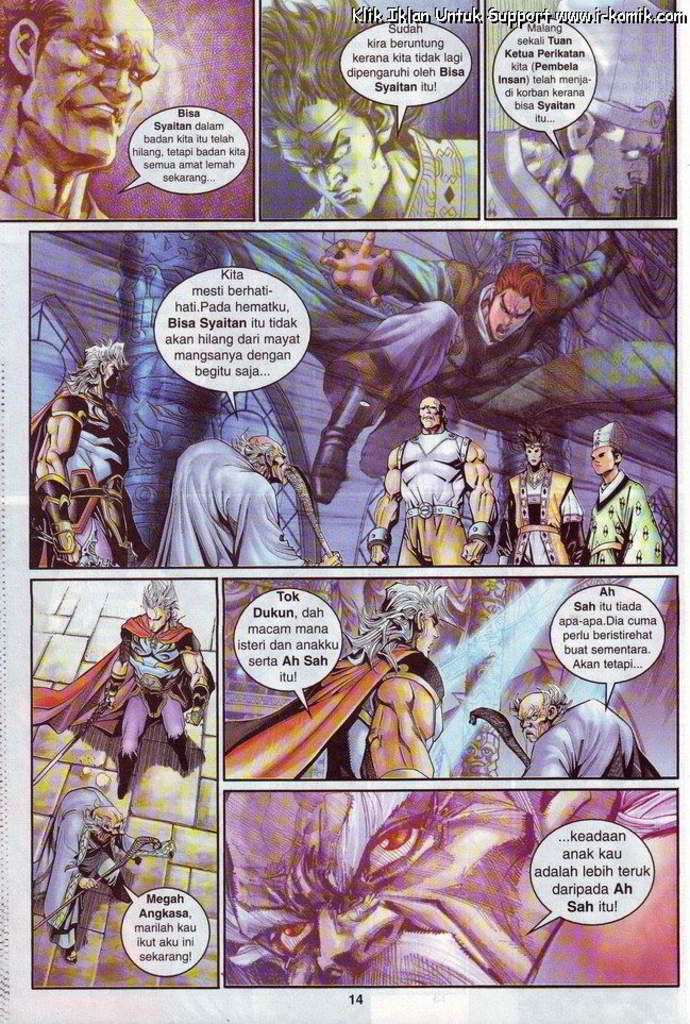 Klik Iklan Untuk Support www.ir-komik.com
Bisa
Syaitan dalam
badan kita itu telah
hilang, tetapi badan kita
semua amat lemah
sekarang...
Sudah
kira beruntung
kerana kita tidak lagi
dipengaruhi oleh Bisa
Syaitan itu!
Malang
sekali Tuan
Ketua Perikatan
kita (Pembela
Insan) telah menja-
di korban kerana
bisa Syaitan
itu...
Kita
mesti berhati-
hati.Pada hematku,
Bisa Syaitan itu tidak
akan hilang dari mayat
mangsanya dengan
begitu saja...
Megah
Angkasa,
marilah kau
ikut aku ini
sekarang!
Tok
Dukun, dah
macam mana
isteri dan anakku
serta Ah Sah
itu!
Ah
Sah itu tiada
apa-apa.Dia cuma
perlu beristirehat
buat sementara.
Akan tetapi...
...keadaan
anak kau
adalah lebih teruk
daripada Ah
Sah itu!
14